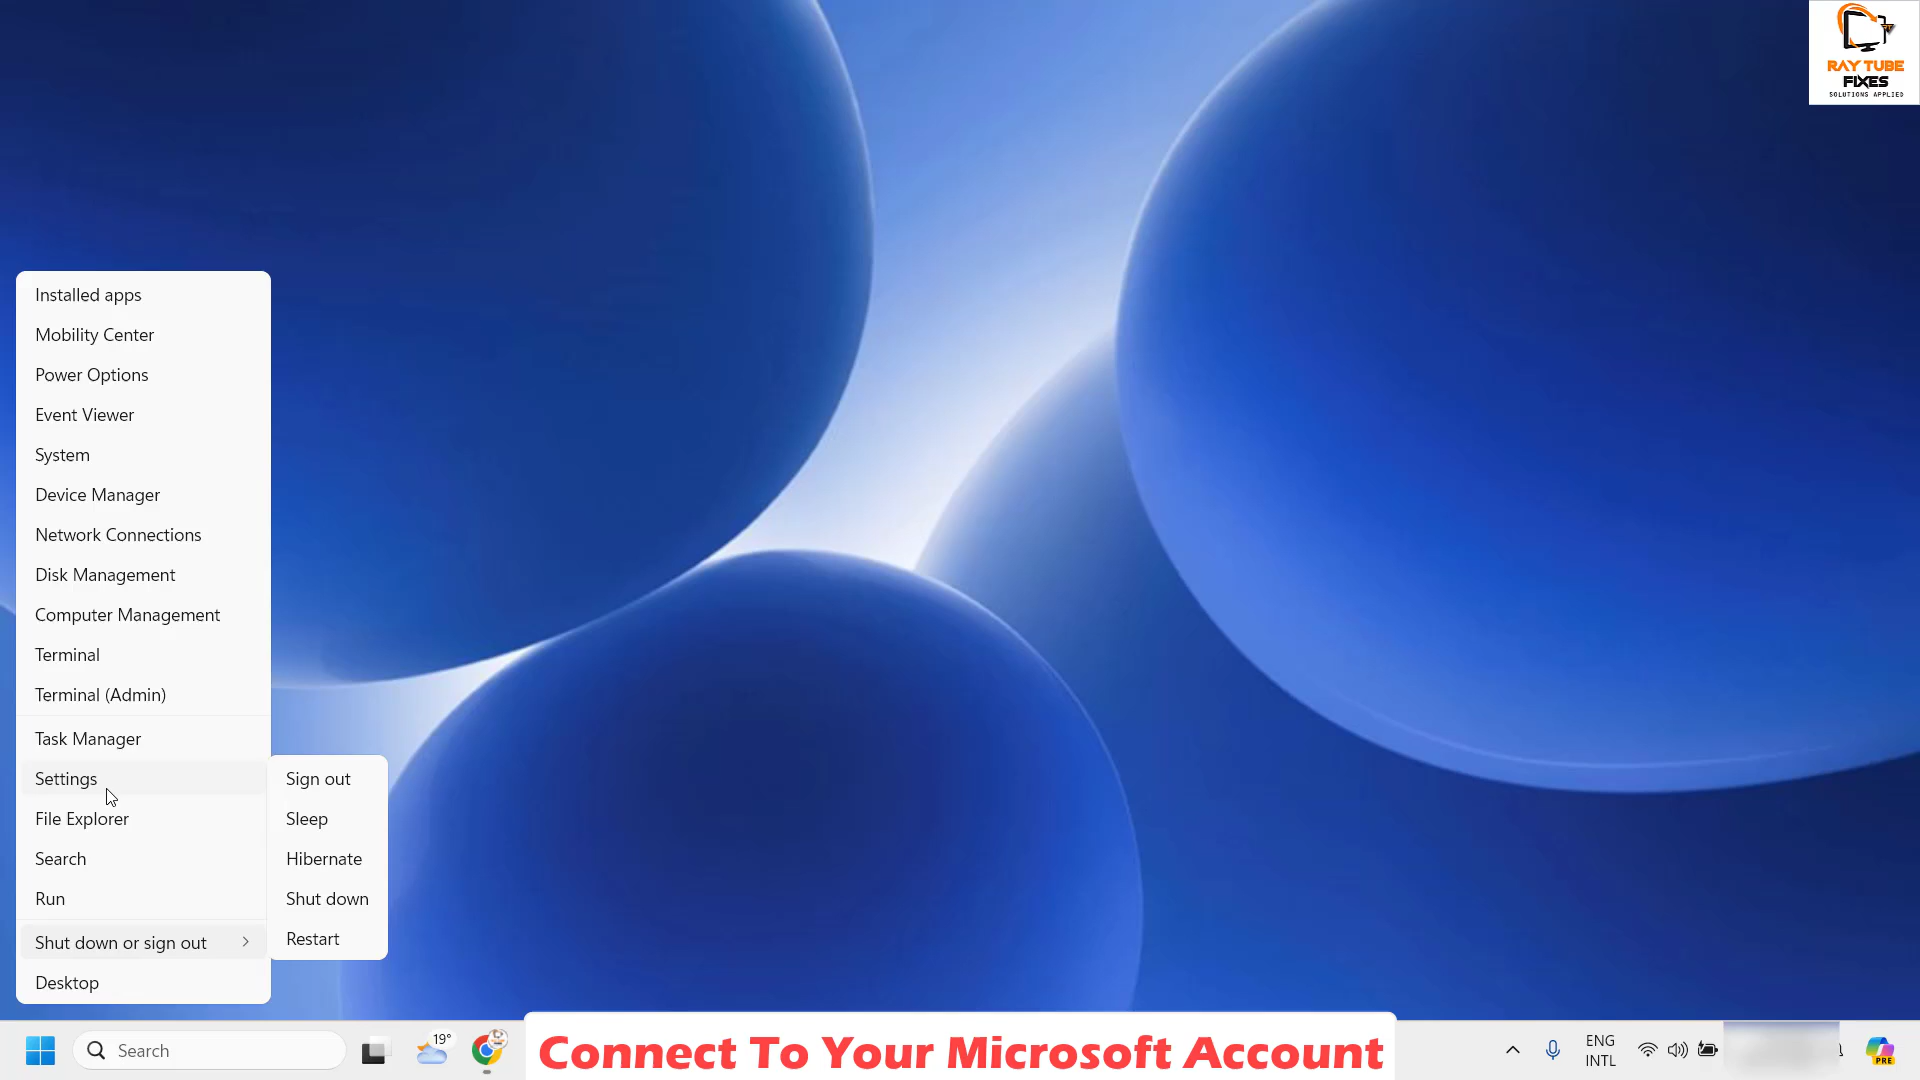 RAY TUBE
FIXES
SOLUTIONS APPLIED
Installed apps
Mobility Center
Power Options
Event Viewer
System
Device Manager
Network Connections
Disk Management
Computer Management
Terminal
Terminal (Admin)
Task Manager
Settings
File Explorer
Search
Run
Shut down or sign out
Desktop
Sign out
Sleep
Hibernate
Shut down
Restart
Search
19°
Connect To Your Microsoft Account
ENG
INTL
PRE